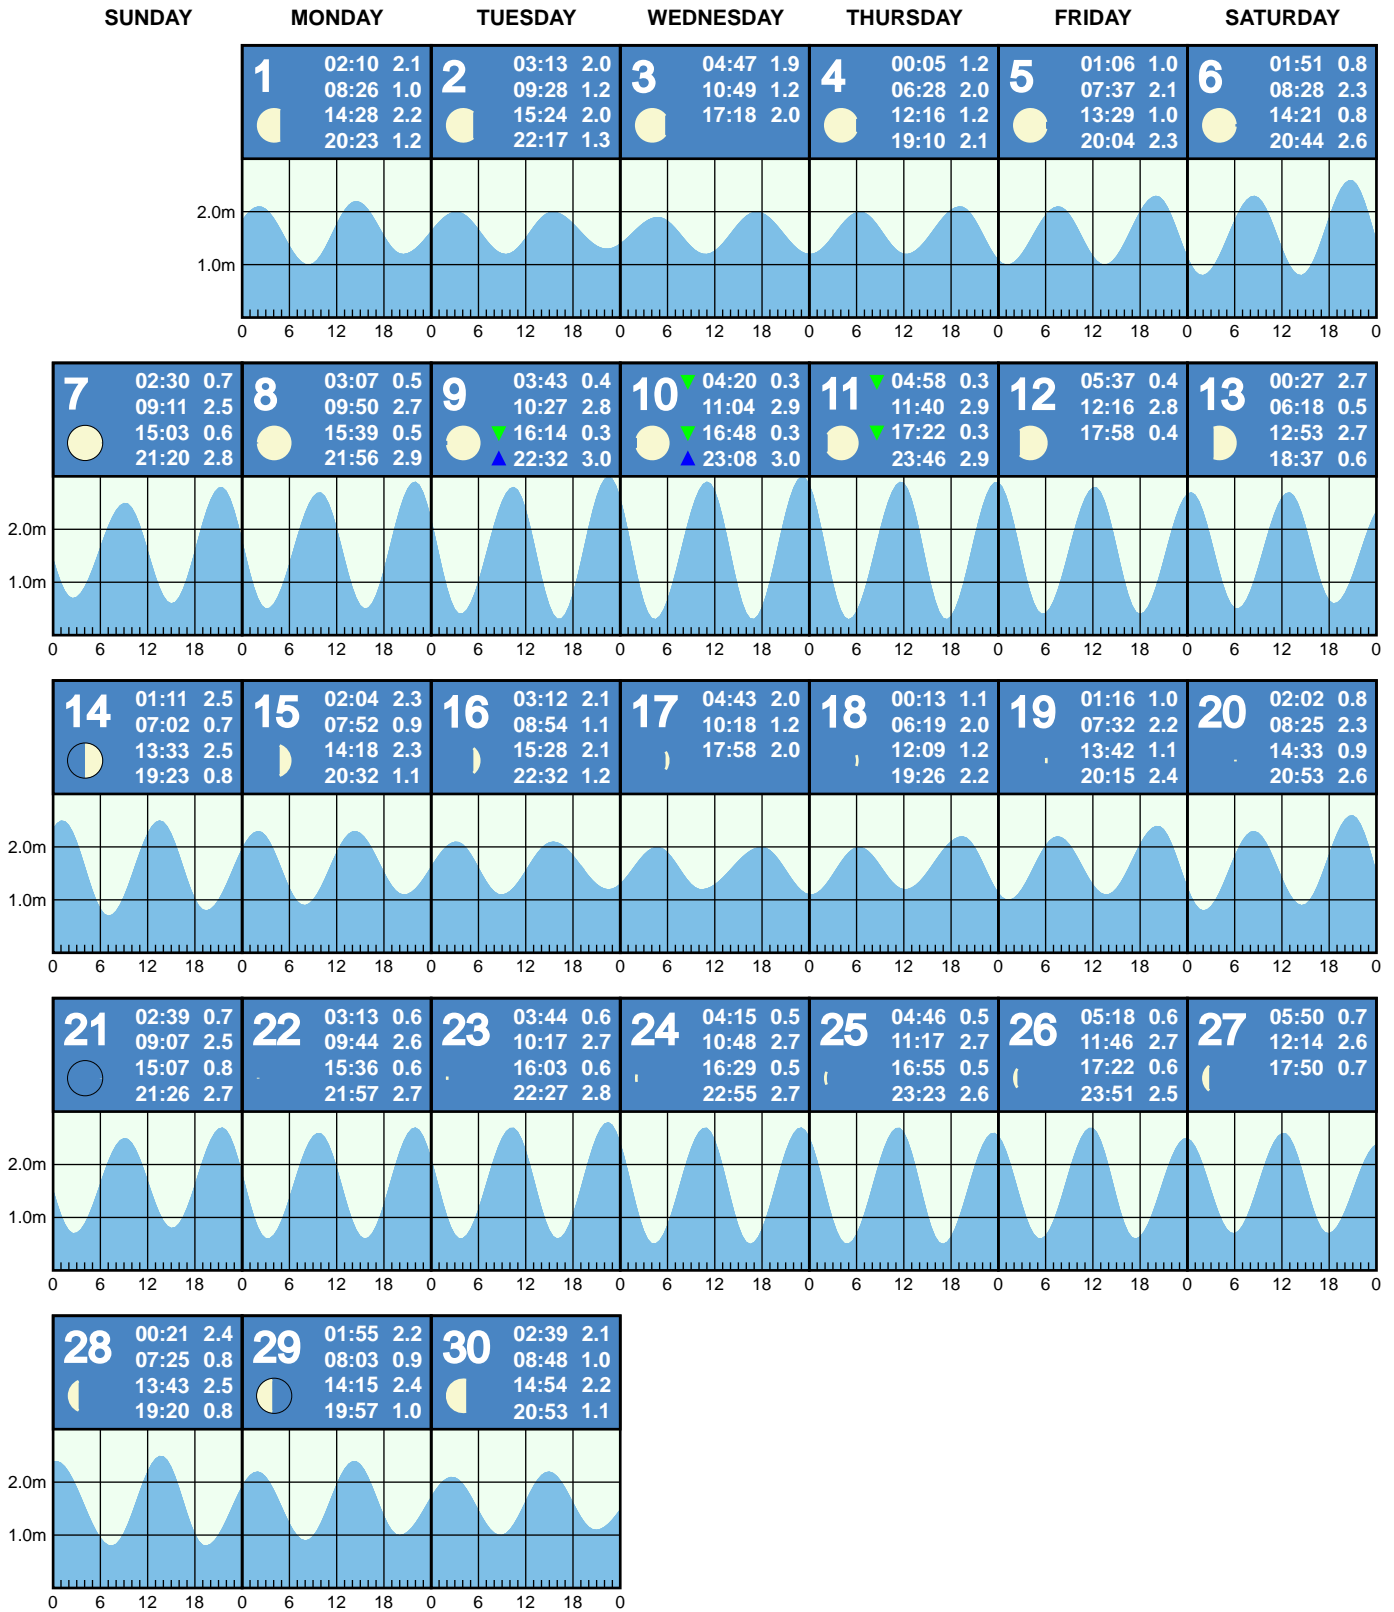 SUNDAY MONDAY TUESDAY WEDNESDAY THURSDAY FRIDAY SATURDAY
1 02:10 2.1
08:26 1.0
14:28 2.2
20:23 1.2
2 03:13 2.0
09:28 1.2
15:24 2.0
22:17 1.3
3 04:47 1.9
10:49 1.2
17:18 2.0
4 00:05 1.2
06:28 2.0
12:16 1.2
19:10 2.1
5 01:06 1.0
07:37 2.1
13:29 1.0
20:04 2.3
6 01:51 0.8
08:28 2.3
14:21 0.8
20:44 2.6
2.0m
1.0m
0 6 12 18 0 6 12 18 0 6 12 18 0 6 12 18 0 6 12 18 0 6 12 18 0
7 02:30 0.7
09:11 2.5
15:03 0.6
21:20 2.8
8 03:07 0.5
09:50 2.7
15:39 0.5
21:56 2.9
9 03:43 0.4
10:27 2.8
16:14 0.3
22:32 3.0
10 04:20 0.3
11:04 2.9
16:48 0.3
23:08 3.0
11 04:58 0.3
11:40 2.9
17:22 0.3
23:46 2.9
12 05:37 0.4
12:16 2.8
17:58 0.4
13 00:27 2.7
06:18 0.5
12:53 2.7
18:37 0.6
2.0m
1.0m
0 6 12 18 0 6 12 18 0 6 12 18 0 6 12 18 0 6 12 18 0 6 12 18 0 6 12 18 0
14 01:11 2.5
07:02 0.7
13:33 2.5
19:23 0.8
15 02:04 2.3
07:52 0.9
14:18 2.3
20:32 1.1
16 03:12 2.1
08:54 1.1
15:28 2.1
22:32 1.2
17 04:43 2.0
10:18 1.2
17:58 2.0
18 00:13 1.1
06:19 2.0
12:09 1.2
19:26 2.2
19 01:16 1.0
07:32 2.2
13:42 1.1
20:15 2.4
20 02:02 0.8
08:25 2.3
14:33 0.9
20:53 2.6
2.0m
1.0m
0 6 12 18 0 6 12 18 0 6 12 18 0 6 12 18 0 6 12 18 0 6 12 18 0 6 12 18 0
21 02:39 0.7
09:07 2.5
15:07 0.8
21:26 2.7
22 03:13 0.6
09:44 2.6
15:36 0.6
21:57 2.7
23 03:44 0.6
10:17 2.7
16:03 0.6
22:27 2.8
24 04:15 0.5
10:48 2.7
16:29 0.5
22:55 2.7
25 04:46 0.5
11:17 2.7
16:55 0.5
23:23 2.6
26 05:18 0.6
11:46 2.7
17:22 0.6
23:51 2.5
27 05:50 0.7
12:14 2.6
17:50 0.7
2.0m
1.0m
0 6 12 18 0 6 12 18 0 6 12 18 0 6 12 18 0 6 12 18 0 6 12 18 0 6 12 18 0
28 00:21 2.4
07:25 0.8
13:43 2.5
19:20 0.8
29 01:55 2.2
08:03 0.9
14:15 2.4
19:57 1.0
30 02:39 2.1
08:48 1.0
14:54 2.2
20:53 1.1
2.0m
1.0m
0 6 12 18 0 6 12 18 0 6 12 18 0